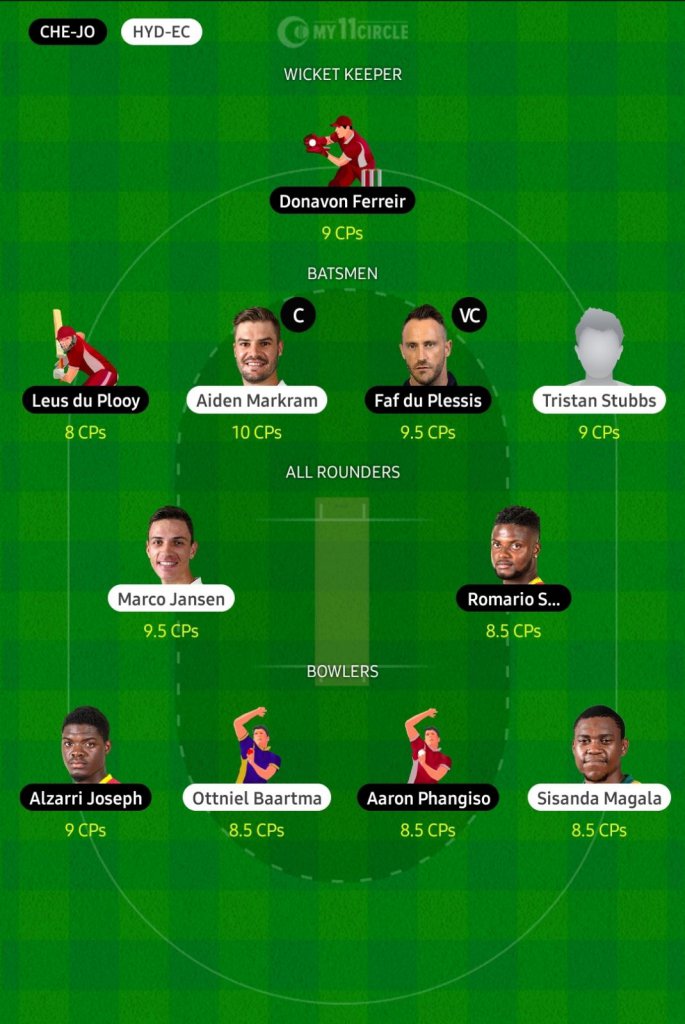 CHE-JO HYD-EC MY11CIRCLE
WICKET KEEPER
Donavon Ferreir
9 CPs
BATSMEN
C VC
Leus du Plooy Aiden Markram Faf du Plessis Tristan Stubbs
8 CPs 10 CPs 9.5 CPs 9 CPs
ALL ROUNDERS
Marco Jansen Romario S...
9.5 CPs 8.5 CPs
BOWLERS
Alzarri Joseph Ottniel Baartma Aaron Phangiso Sisanda Magala
9 CPs 8.5 CPs 8.5 CPs 8.5 CPs